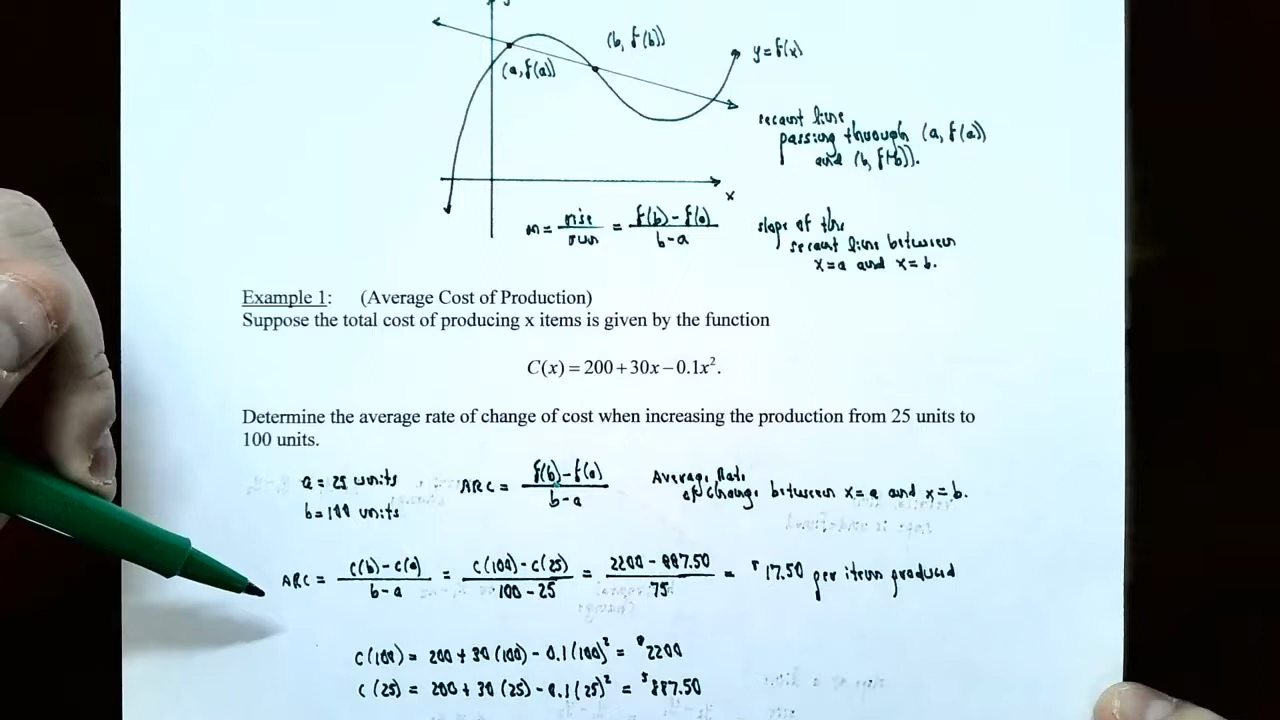 (b, f(b))
y=f(x)
(a, f(a))
secant line
passing through (a, f(a))
and (b, f(b)).
x
m = rise/run = f(b)-f(a)/b-a
slope of the
secant line between
x=a and x=b.
Example 1: (Average Cost of Production)
Suppose the total cost of producing x items is given by the function
C(x) = 200 + 30x − 0.1x².
Determine the average rate of change of cost when increasing the production from 25 units to
100 units.
a = 25 units
b = 100 units
ARC = f(b)-f(a)/b-a
Average Rate
of change between x=a and x=b.
ARC = C(b)-C(a)/b-a = C(100)-C(25)/100-25 = 2200-887.50/75 = $17.50 per item produced
C(100) = 200 + 30(100) - 0.1(100)² = $2200
C(25) = 200 + 30(25) - 0.1(25)² = $887.50